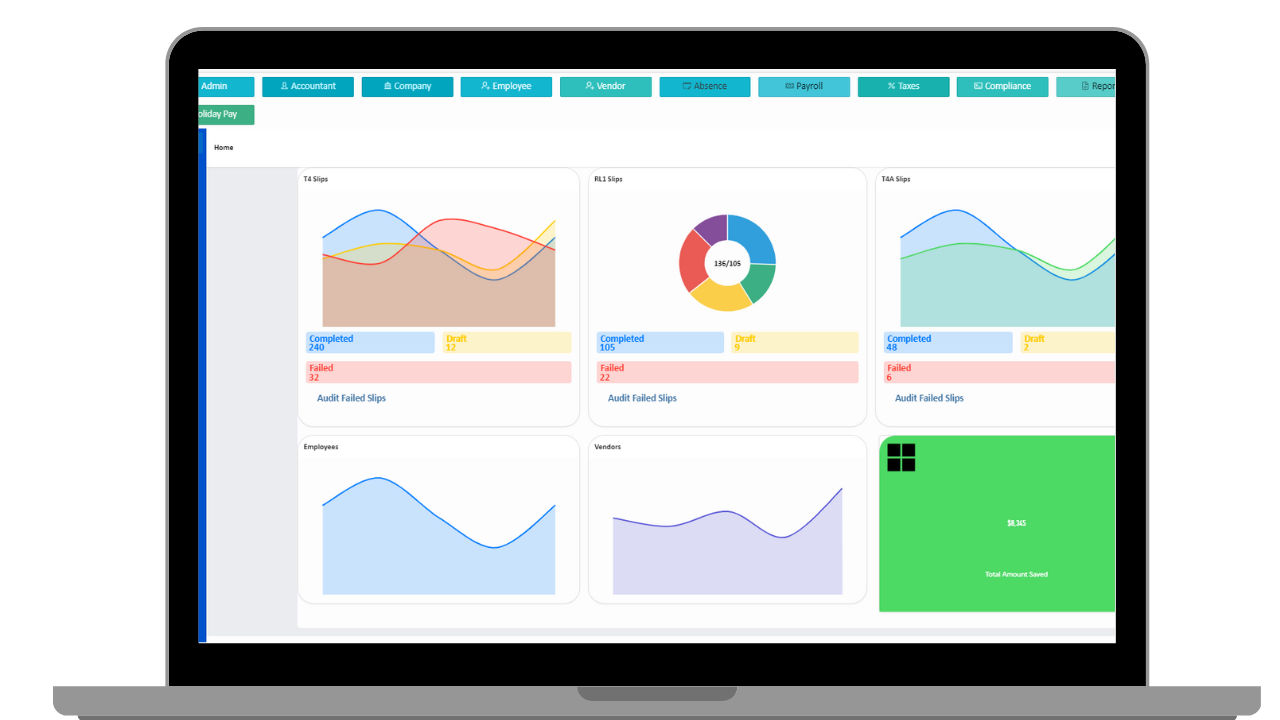 Admin
Accountant
Company
Employee
Vendor
Absence
Payroll
Taxes
Compliance
Repor
oliday Pay
Home
T4 Slips
RL1 Slips
T4A Slips
136/105
Completed
240
Draft
12
Failed
32
Audit Failed Slips
Completed
105
Draft
9
Failed
22
Audit Failed Slips
Completed
48
Draft
2
Failed
6
Audit Failed Slips
Employees
Vendors
$8,345
Total Amount Saved